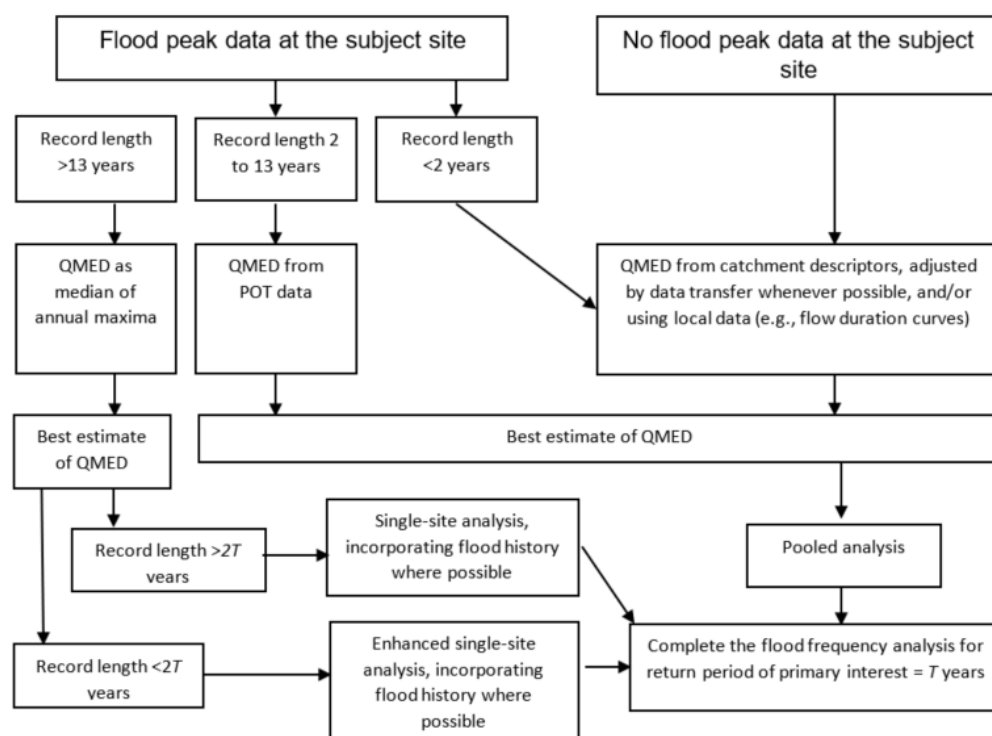 Flood peak data at the subject site
No flood peak data at the subject
site
Record length
>13 years
Record length 2
to 13 years
Record length
<2 years
QMED as
median of
annual maxima
QMED from
POT data
QMED from catchment descriptors, adjusted
by data transfer whenever possible, and/or
using local data (e.g., flow duration curves)
Best estimate
of QMED
Best estimate of QMED
Record length >2T
years
Single-site analysis,
incorporating flood history
where possible
Pooled analysis
Record length <2T
years
Enhanced single-site
analysis, incorporating
flood history where
possible
Complete the flood frequency analysis for
return period of primary interest = T years